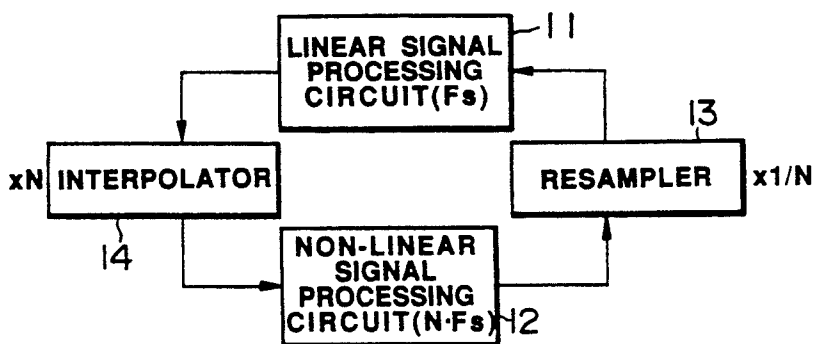 LINEAR SIGNAL
PROCESSING
CIRCUIT(Fs)
11
xN
INTERPOLATOR
14
13
RESAMPLER
x1/N
NON-LINEAR
SIGNAL
PROCESSING
CIRCUIT(N·Fs)
12